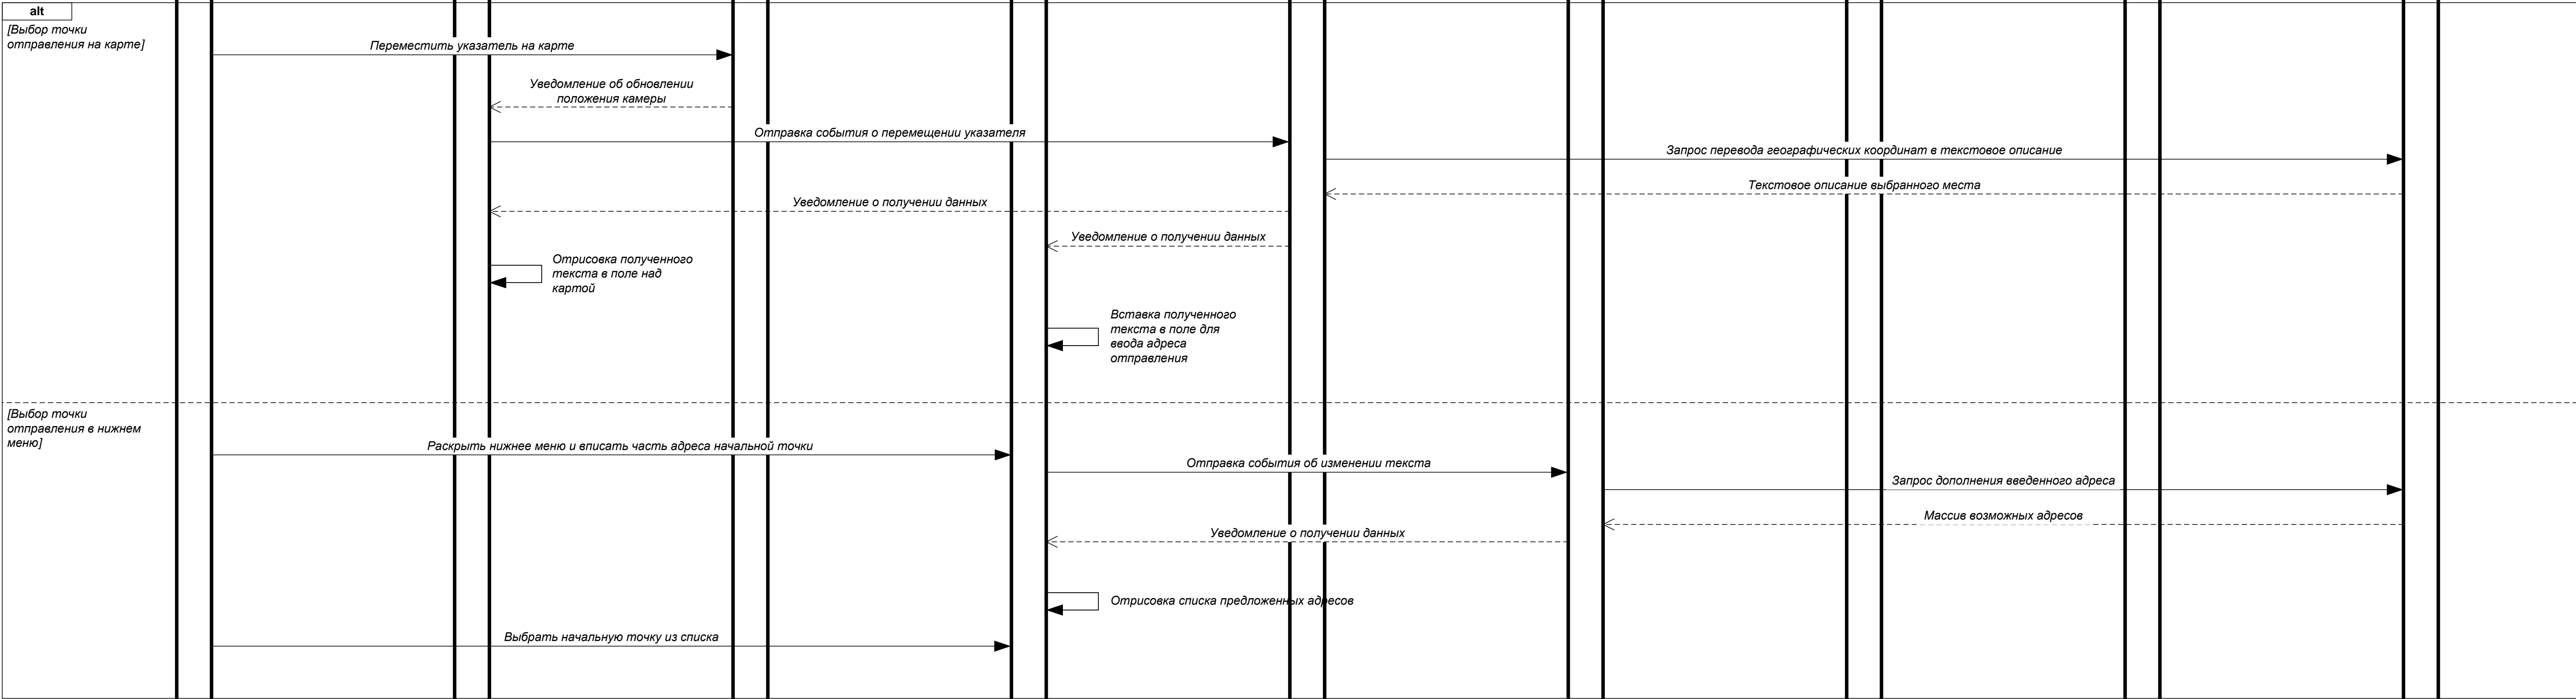 alt
[Выбор точки
отправления на карте]
Переместить указатель на карте
Уведомление об обновлении
положения камеры
Отправка события о перемещении указателя
Запрос перевода географических координат в текстовое описание
Текстовое описание выбранного места
Уведомление о получении данных
Уведомление о получении данных
Отрисовка полученного
текста в поле над
картой
Вставка полученного
текста в поле для
ввода адреса
отправления
[Выбор точки
отправления в нижнем
меню]
Раскрыть нижнее меню и вписать часть адреса начальной точки
Отправка события об изменении текста
Запрос дополнения введенного адреса
Массив возможных адресов
Уведомление о получении данных
Отрисовка списка предложенных адресов
Выбрать начальную точку из списка